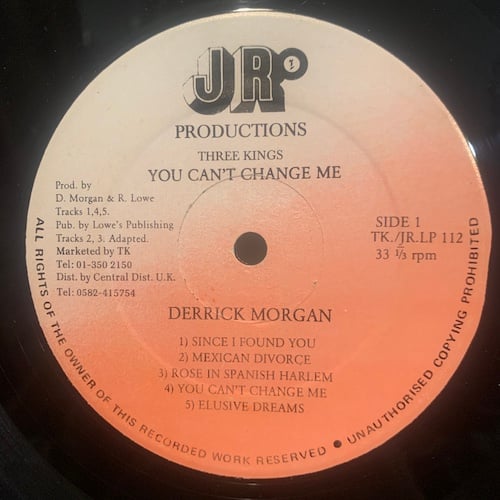 JRP
PRODUCTIONS
THREE KINGS
YOU CAN'T CHANGE ME
Prod. by
D. Morgan & R. Lowe
Tracks 1,4,5.
Pub. by Lowe's Publishing
Tracks 2, 3. Adapted.
Marketed by TK
Tel: 01-350 2150
Dist. by Central Dist. U.K.
Tel: 0582-415754
SIDE 1
TK./JR.LP 112
33 ⅓ rpm
DERRICK MORGAN
1) SINCE I FOUND YOU
2) MEXICAN DIVORCE
3) ROSE IN SPANISH HARLEM
4) YOU CAN'T CHANGE ME
5) ELUSIVE DREAMS
ALL RIGHTS OF THE OWNER OF THIS RECORDED WORK RESERVED ● UNAUTHORISED COPYING PROHIBITED